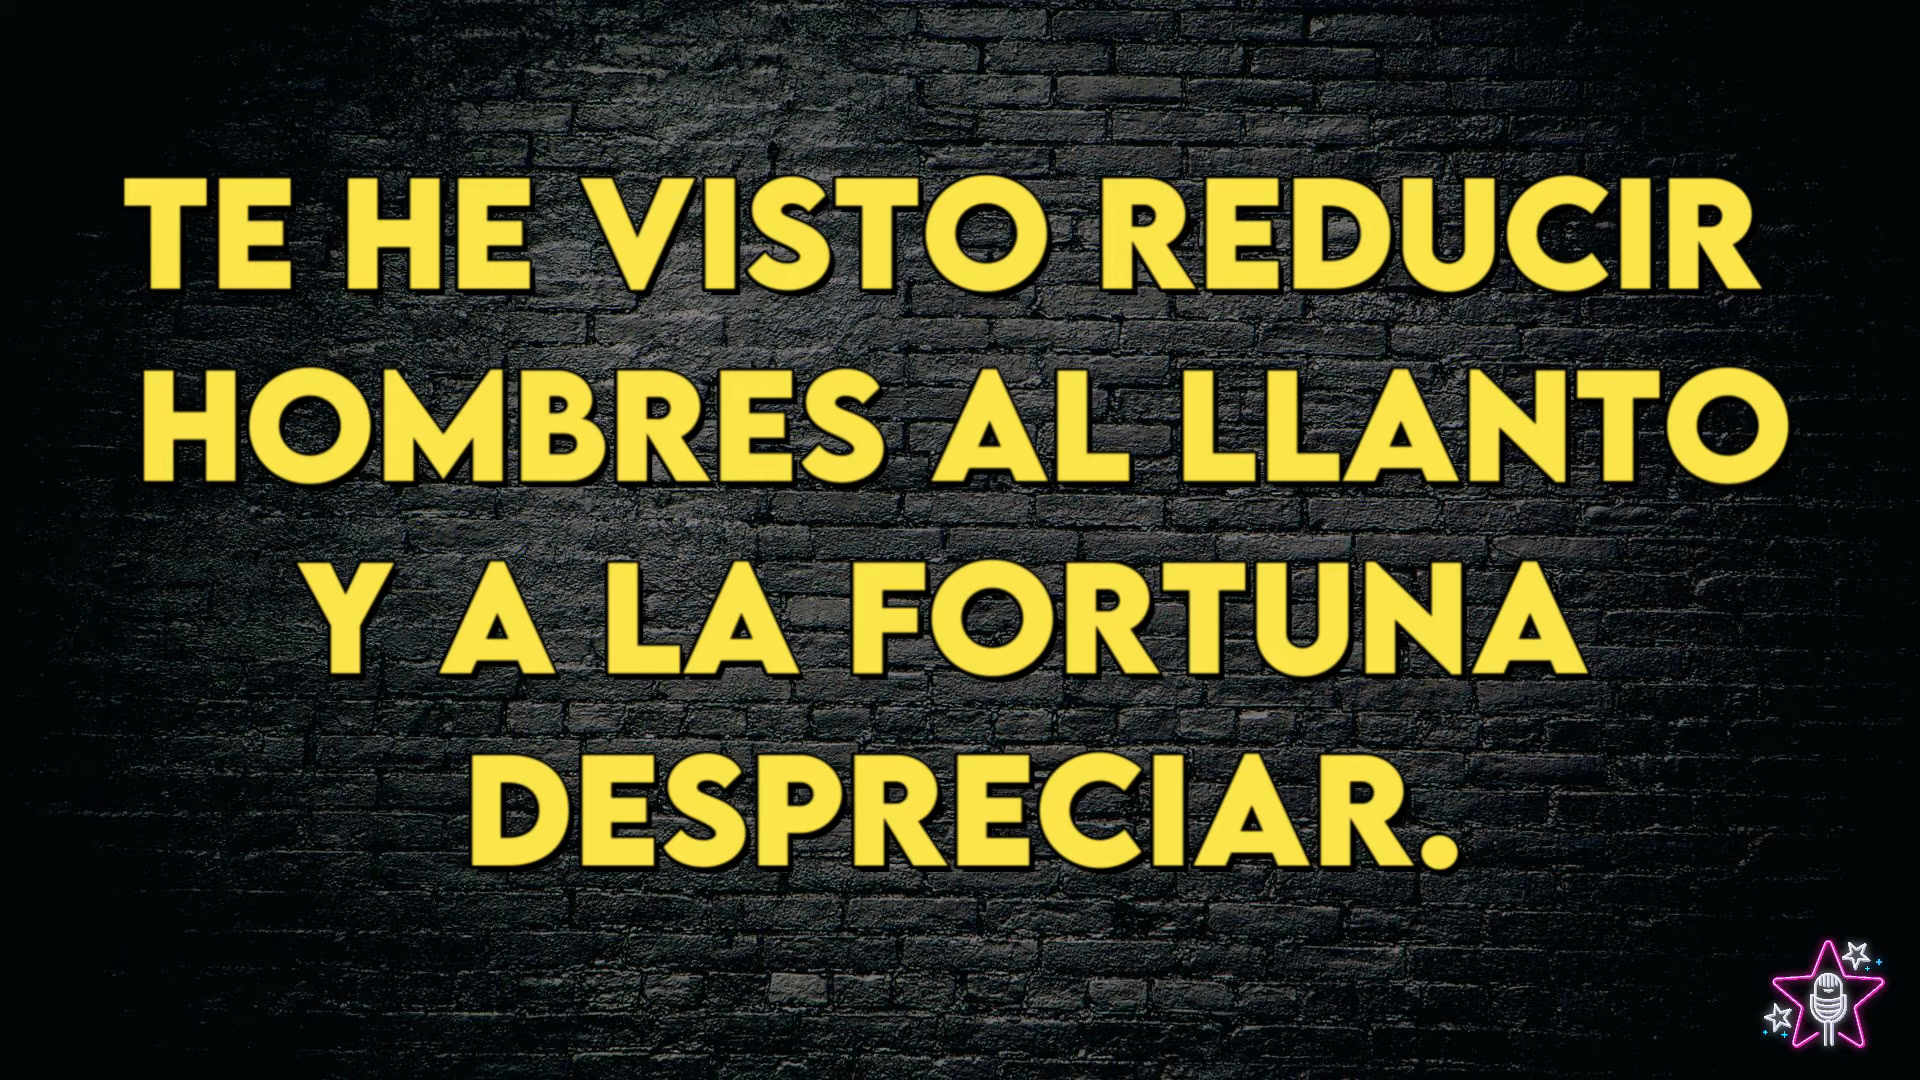 TE HE VISTO REDUCIR
HOMBRES AL LLANTO
Y A LA FORTUNA
DESPRECIAR.